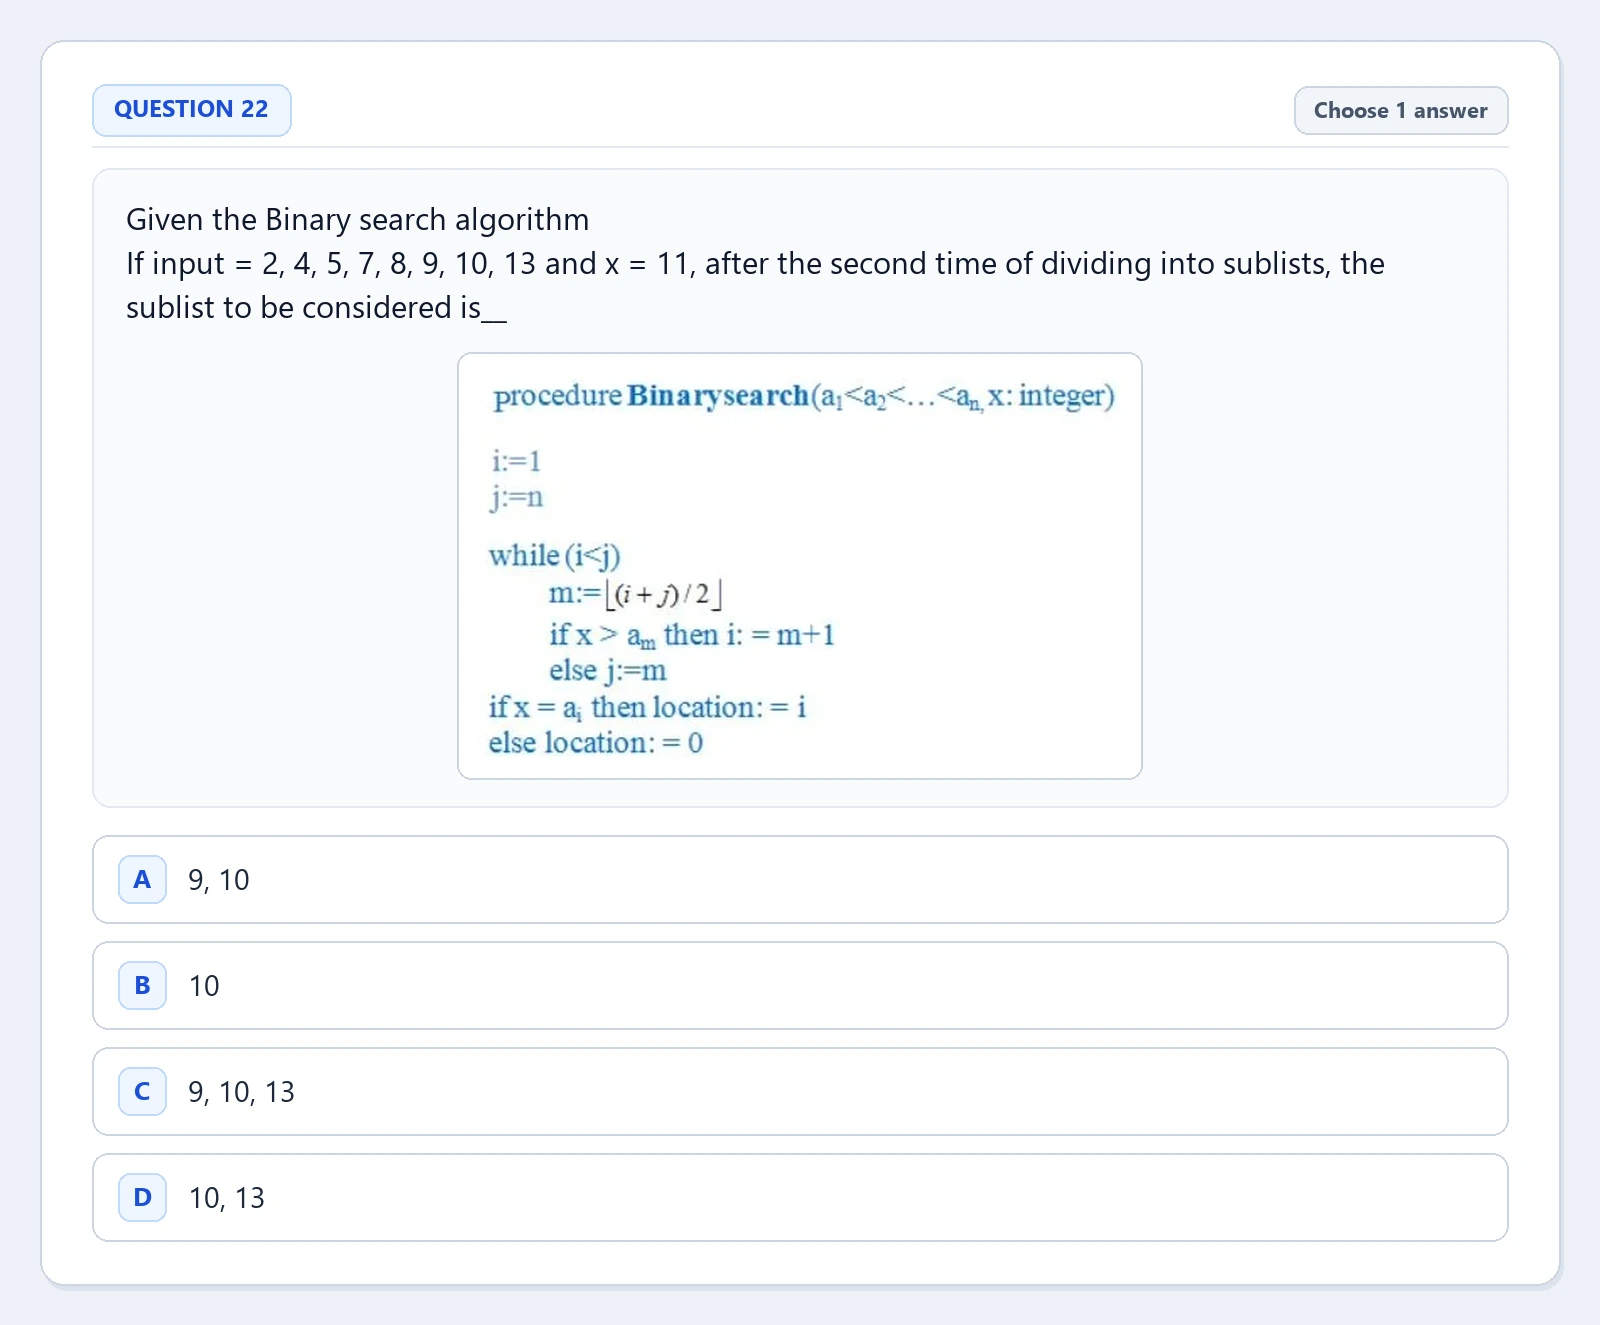 QUESTION 22
Choose 1 answer
Given the Binary search algorithm
If input = 2, 4, 5, 7, 8, 9, 10, 13 and x = 11, after the second time of dividing into sublists, the
sublist to be considered is__
procedure Binarysearch(a₁<a₂<…<aₙ, x: integer)
i:=1
j:=n
while (i<j)
m:=⌊(i + j) / 2⌋
if x > aₘ then i: = m+1
else j:=m
if x = aᵢ then location: = i
else location: = 0
A 9, 10
B 10
C 9, 10, 13
D 10, 13